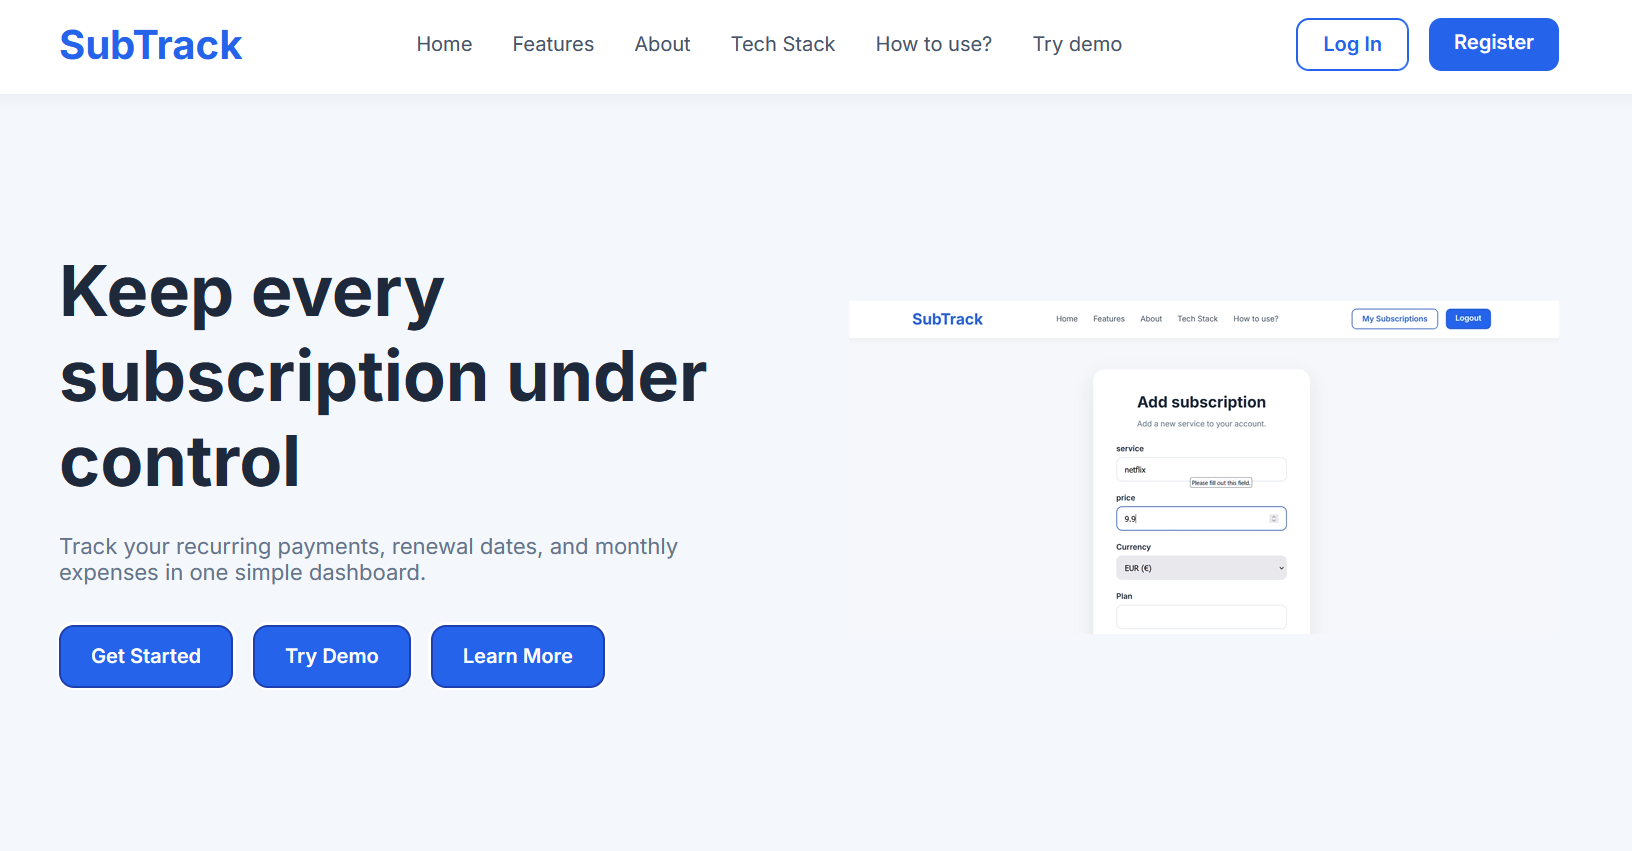 SubTrack
Home Features About Tech Stack How to use? Try demo
Log In Register
Keep every
subscription under
control
Track your recurring payments, renewal dates, and monthly
expenses in one simple dashboard.
Get Started Try Demo Learn More
SubTrack
Home Features About Tech Stack How to use?
My Subscriptions Logout
Add subscription
Add a new service to your account.
service
netflix
Please fill out this field.
price
9.9
Currency
EUR (€)
Plan